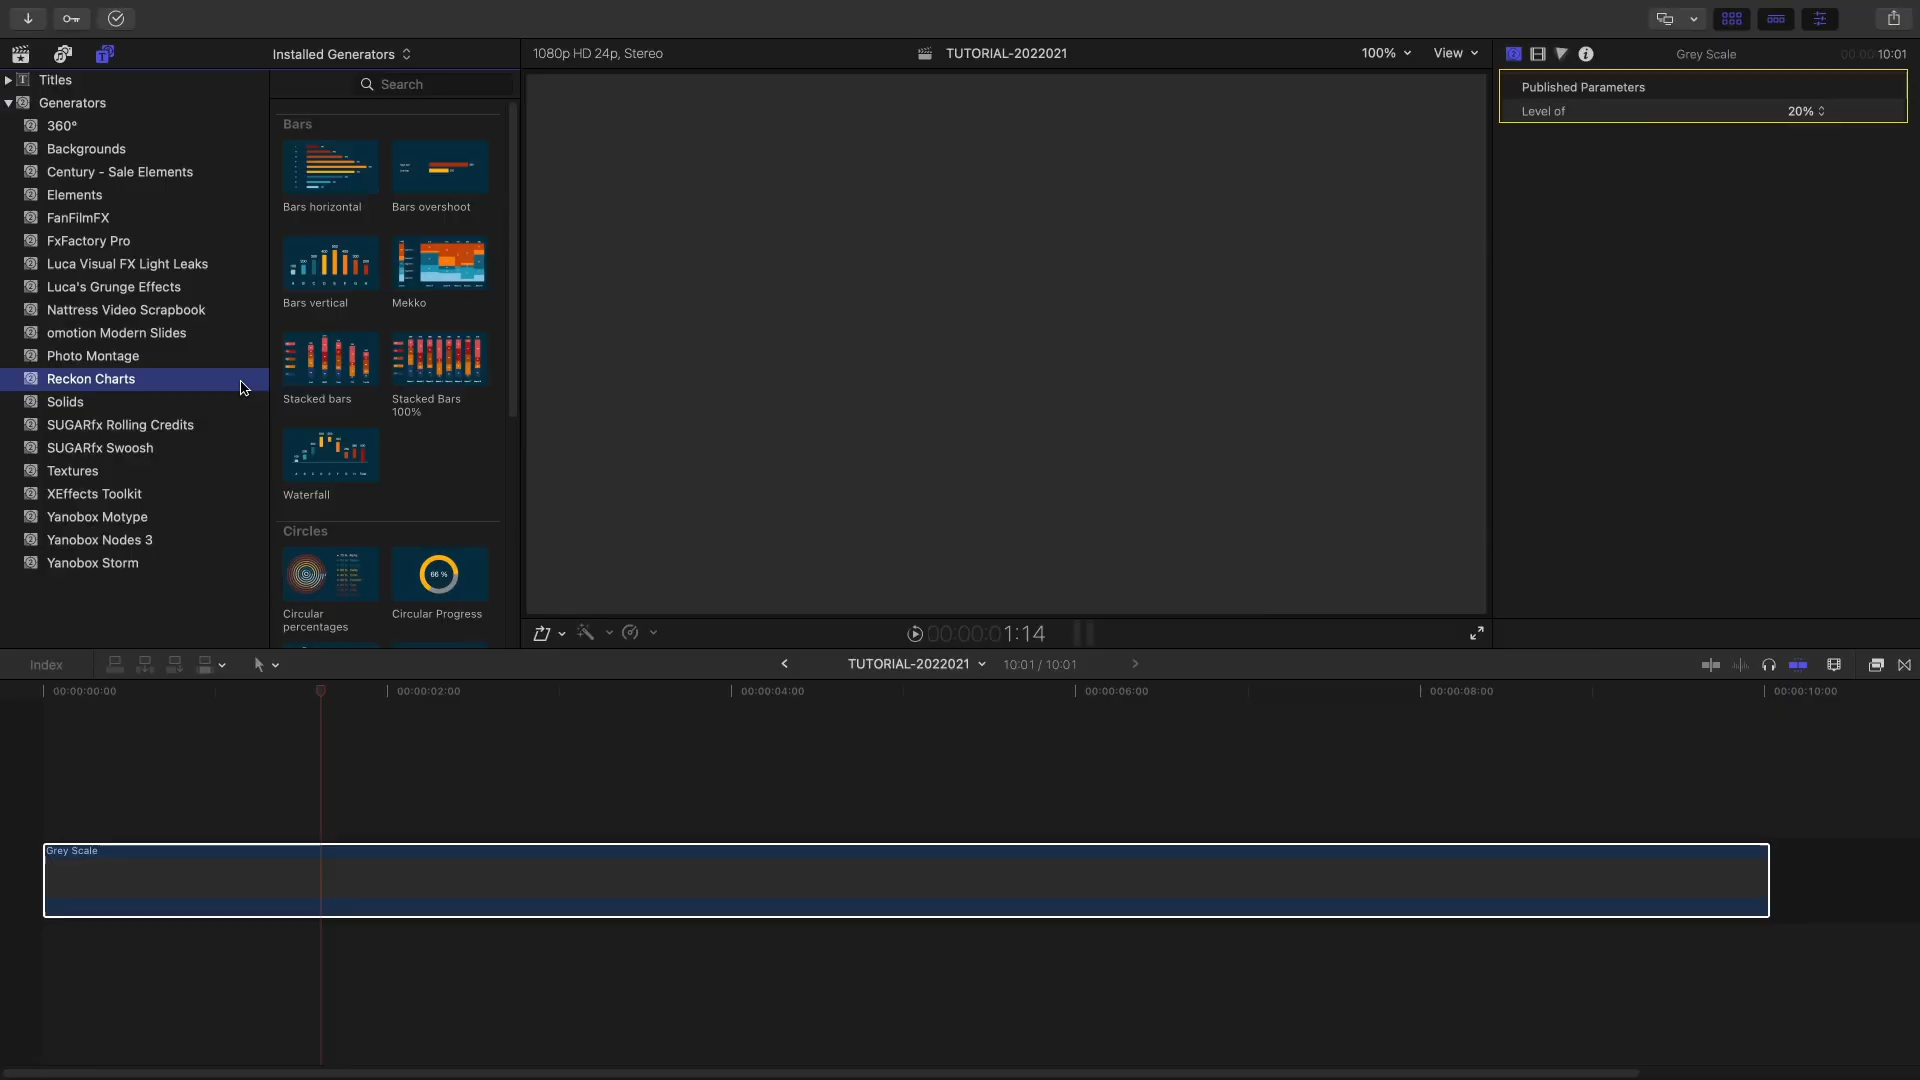 Installed Generators
1080p HD 24p, Stereo
TUTORIAL-2022021
100%
View
Grey Scale
10:01
Titles
Generators
360°
Backgrounds
Century - Sale Elements
Elements
FanFilmFX
FxFactory Pro
Luca Visual FX Light Leaks
Luca's Grunge Effects
Nattress Video Scrapbook
omotion Modern Slides
Photo Montage
Reckon Charts
Solids
SUGARfx Rolling Credits
SUGARfx Swoosh
Textures
XEffects Toolkit
Yanobox Motype
Yanobox Nodes 3
Yanobox Storm
Search
Bars
Bars horizontal
Bars overshoot
Bars vertical
Mekko
Stacked bars
Stacked Bars
100%
Waterfall
Circles
66 %
Circular
percentages
Circular Progress
Published Parameters
Level of
20%
00:00:01:14
Index
TUTORIAL-2022021
10:01 / 10:01
00:00:00:00
00:00:02:00
00:00:04:00
00:00:06:00
00:00:08:00
00:00:10:00
Grey Scale